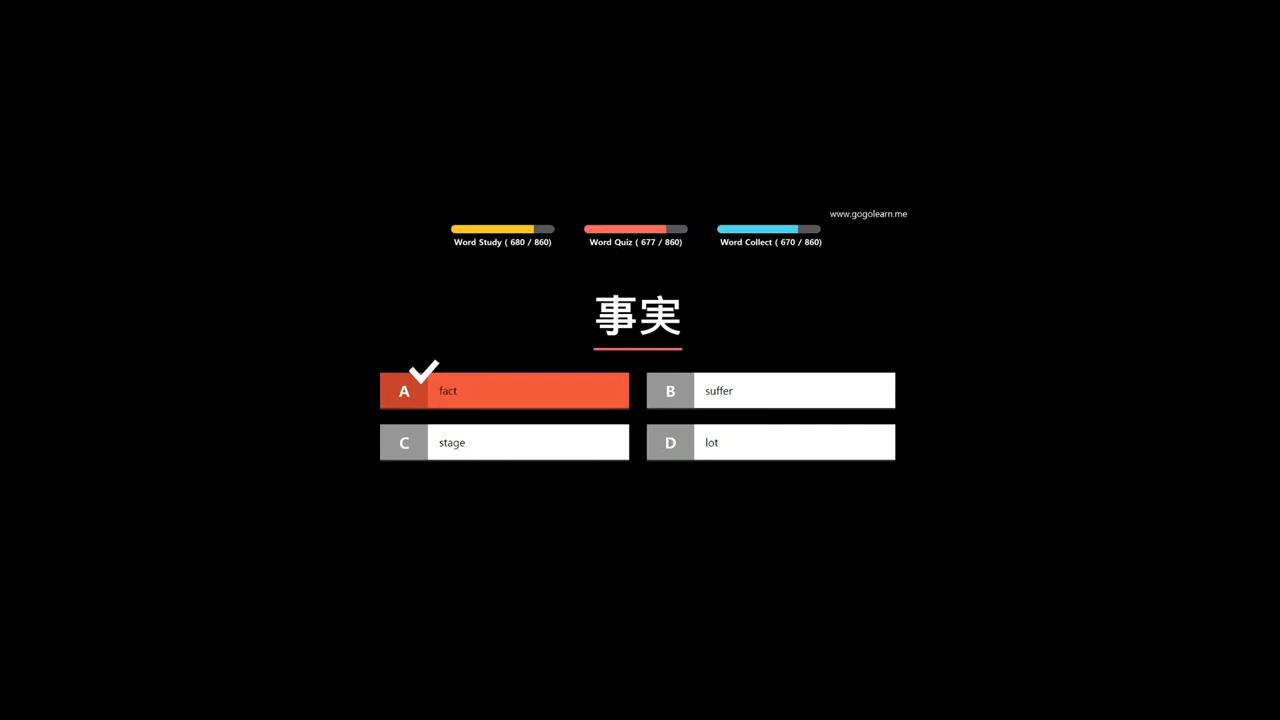 www.gogolearn.me
Word Study ( 680 / 860)
Word Quiz ( 677 / 860)
Word Collect ( 670 / 860)
事実
A fact
B suffer
C stage
D lot